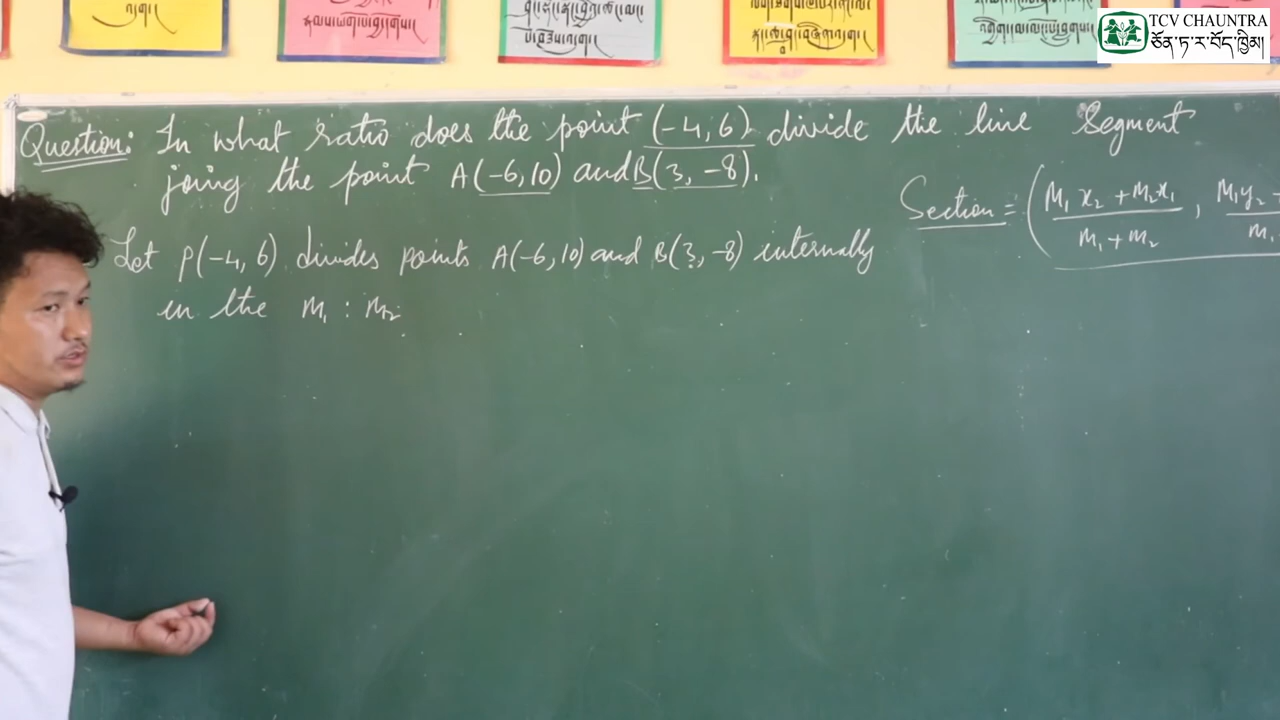 TCV CHAUNTRA
ཅོན་ཏ་ར་བོད་ཁྱིམ།
Question: In what ratio does the point (-4, 6) divide the line Segment
joing the point A(-6, 10) and B(3, -8).
Section = (M₁x₂ + M₂x₁ / m₁ + m₂ , M₁y₂ + / m₁
Let P(-4, 6) divides points A(-6, 10) and B(3, -8) internally
in the m₁ : m₂